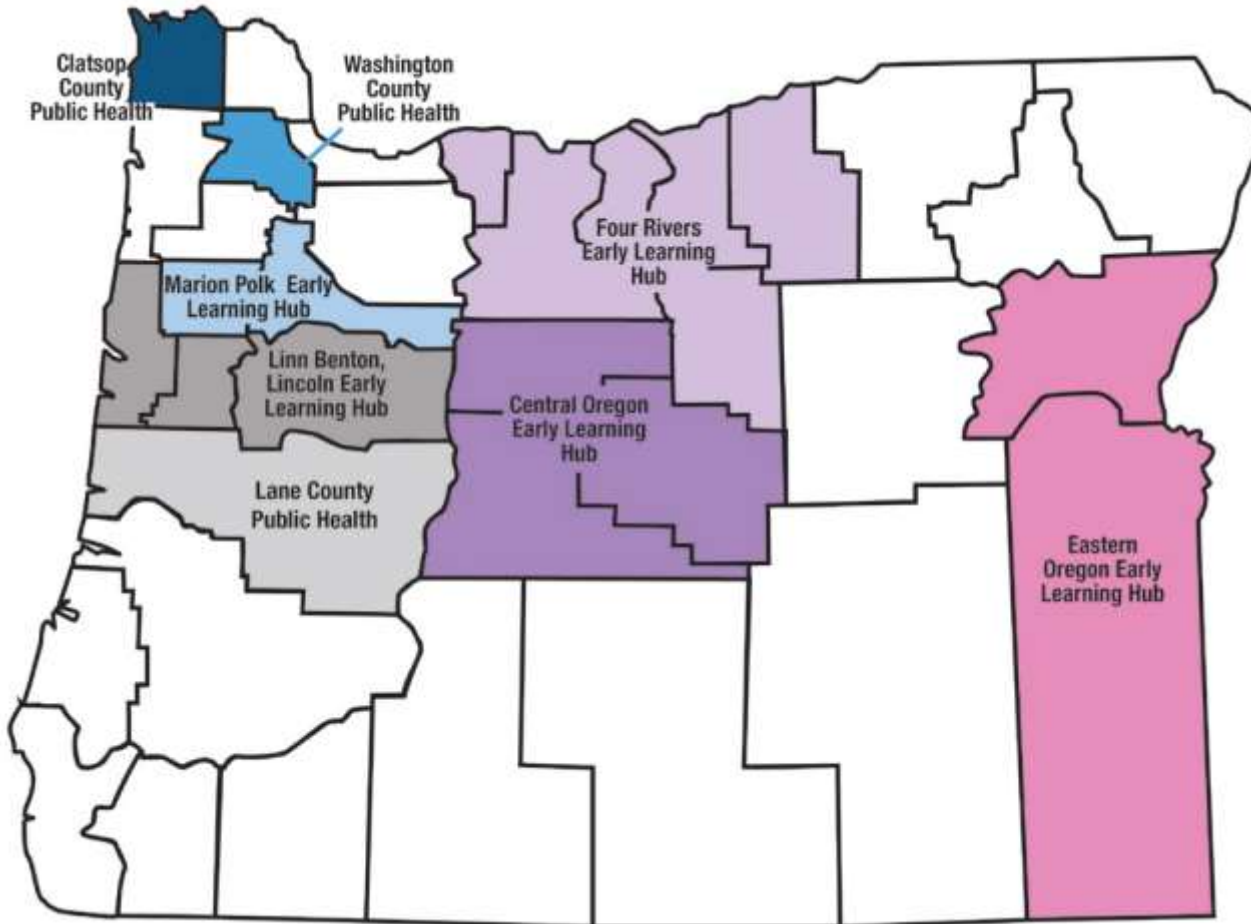 Clatsop
County
Public Health
Washington
County
Public Health
Four Rivers
Early Learning
Hub
Marion Polk Early
Learning Hub
Linn Benton,
Lincoln Early
Learning Hub
Central Oregon
Early Learning
Hub
Lane County
Public Health
Eastern
Oregon Early
Learning Hub